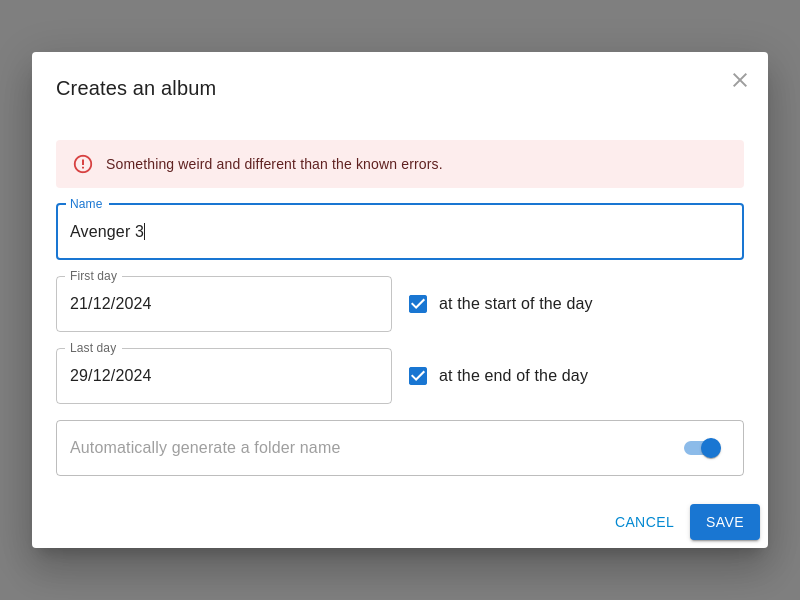 Creates an album
Something weird and different than the known errors.
Name
Avenger 3
First day
21/12/2024
at the start of the day
Last day
29/12/2024
at the end of the day
Automatically generate a folder name
CANCEL
SAVE